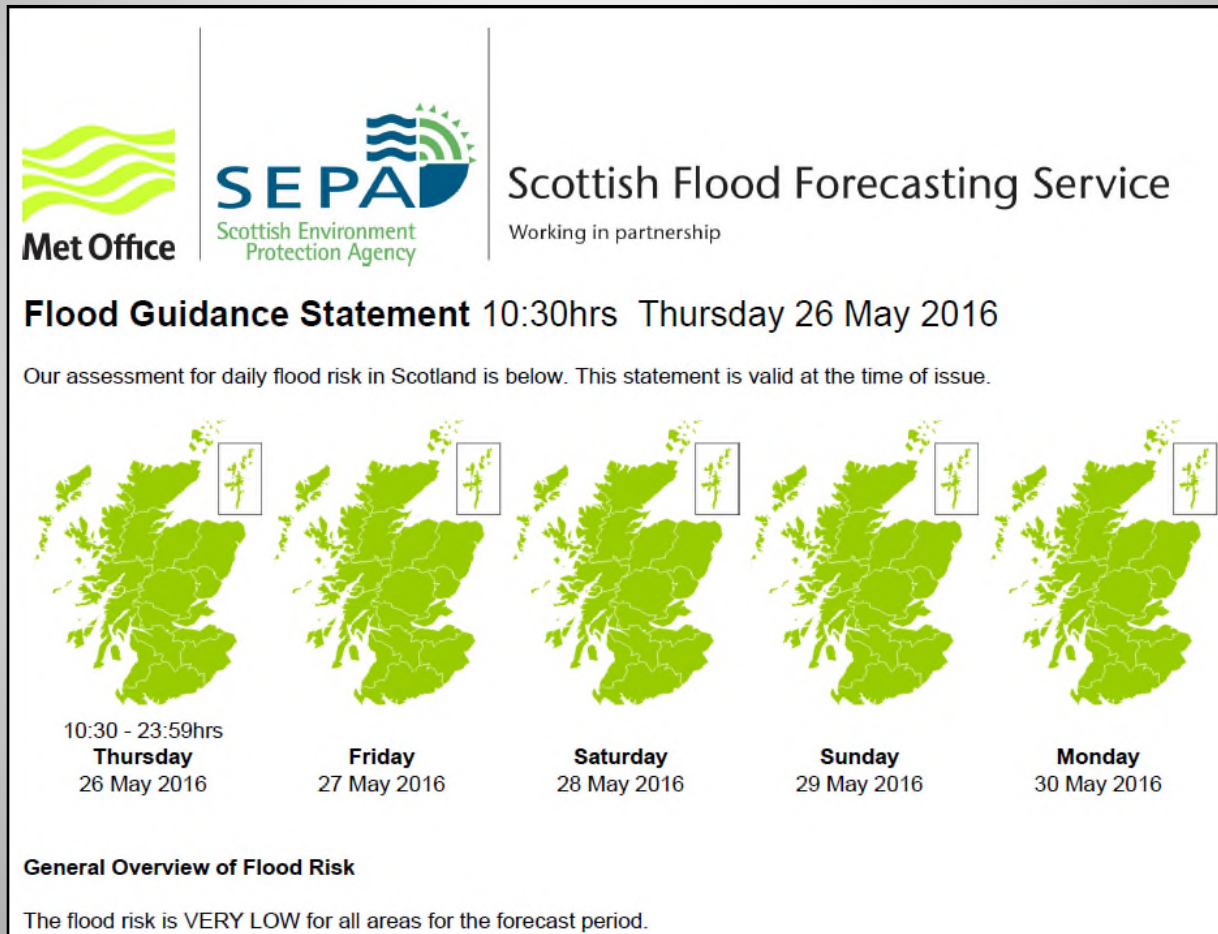 Met Office
SEPA
Scottish Environment
Protection Agency
Scottish Flood Forecasting Service
Working in partnership
Flood Guidance Statement 10:30hrs Thursday 26 May 2016
Our assessment for daily flood risk in Scotland is below. This statement is valid at the time of issue.
10:30 - 23:59hrs
Thursday
26 May 2016
Friday
27 May 2016
Saturday
28 May 2016
Sunday
29 May 2016
Monday
30 May 2016
General Overview of Flood Risk
The flood risk is VERY LOW for all areas for the forecast period.